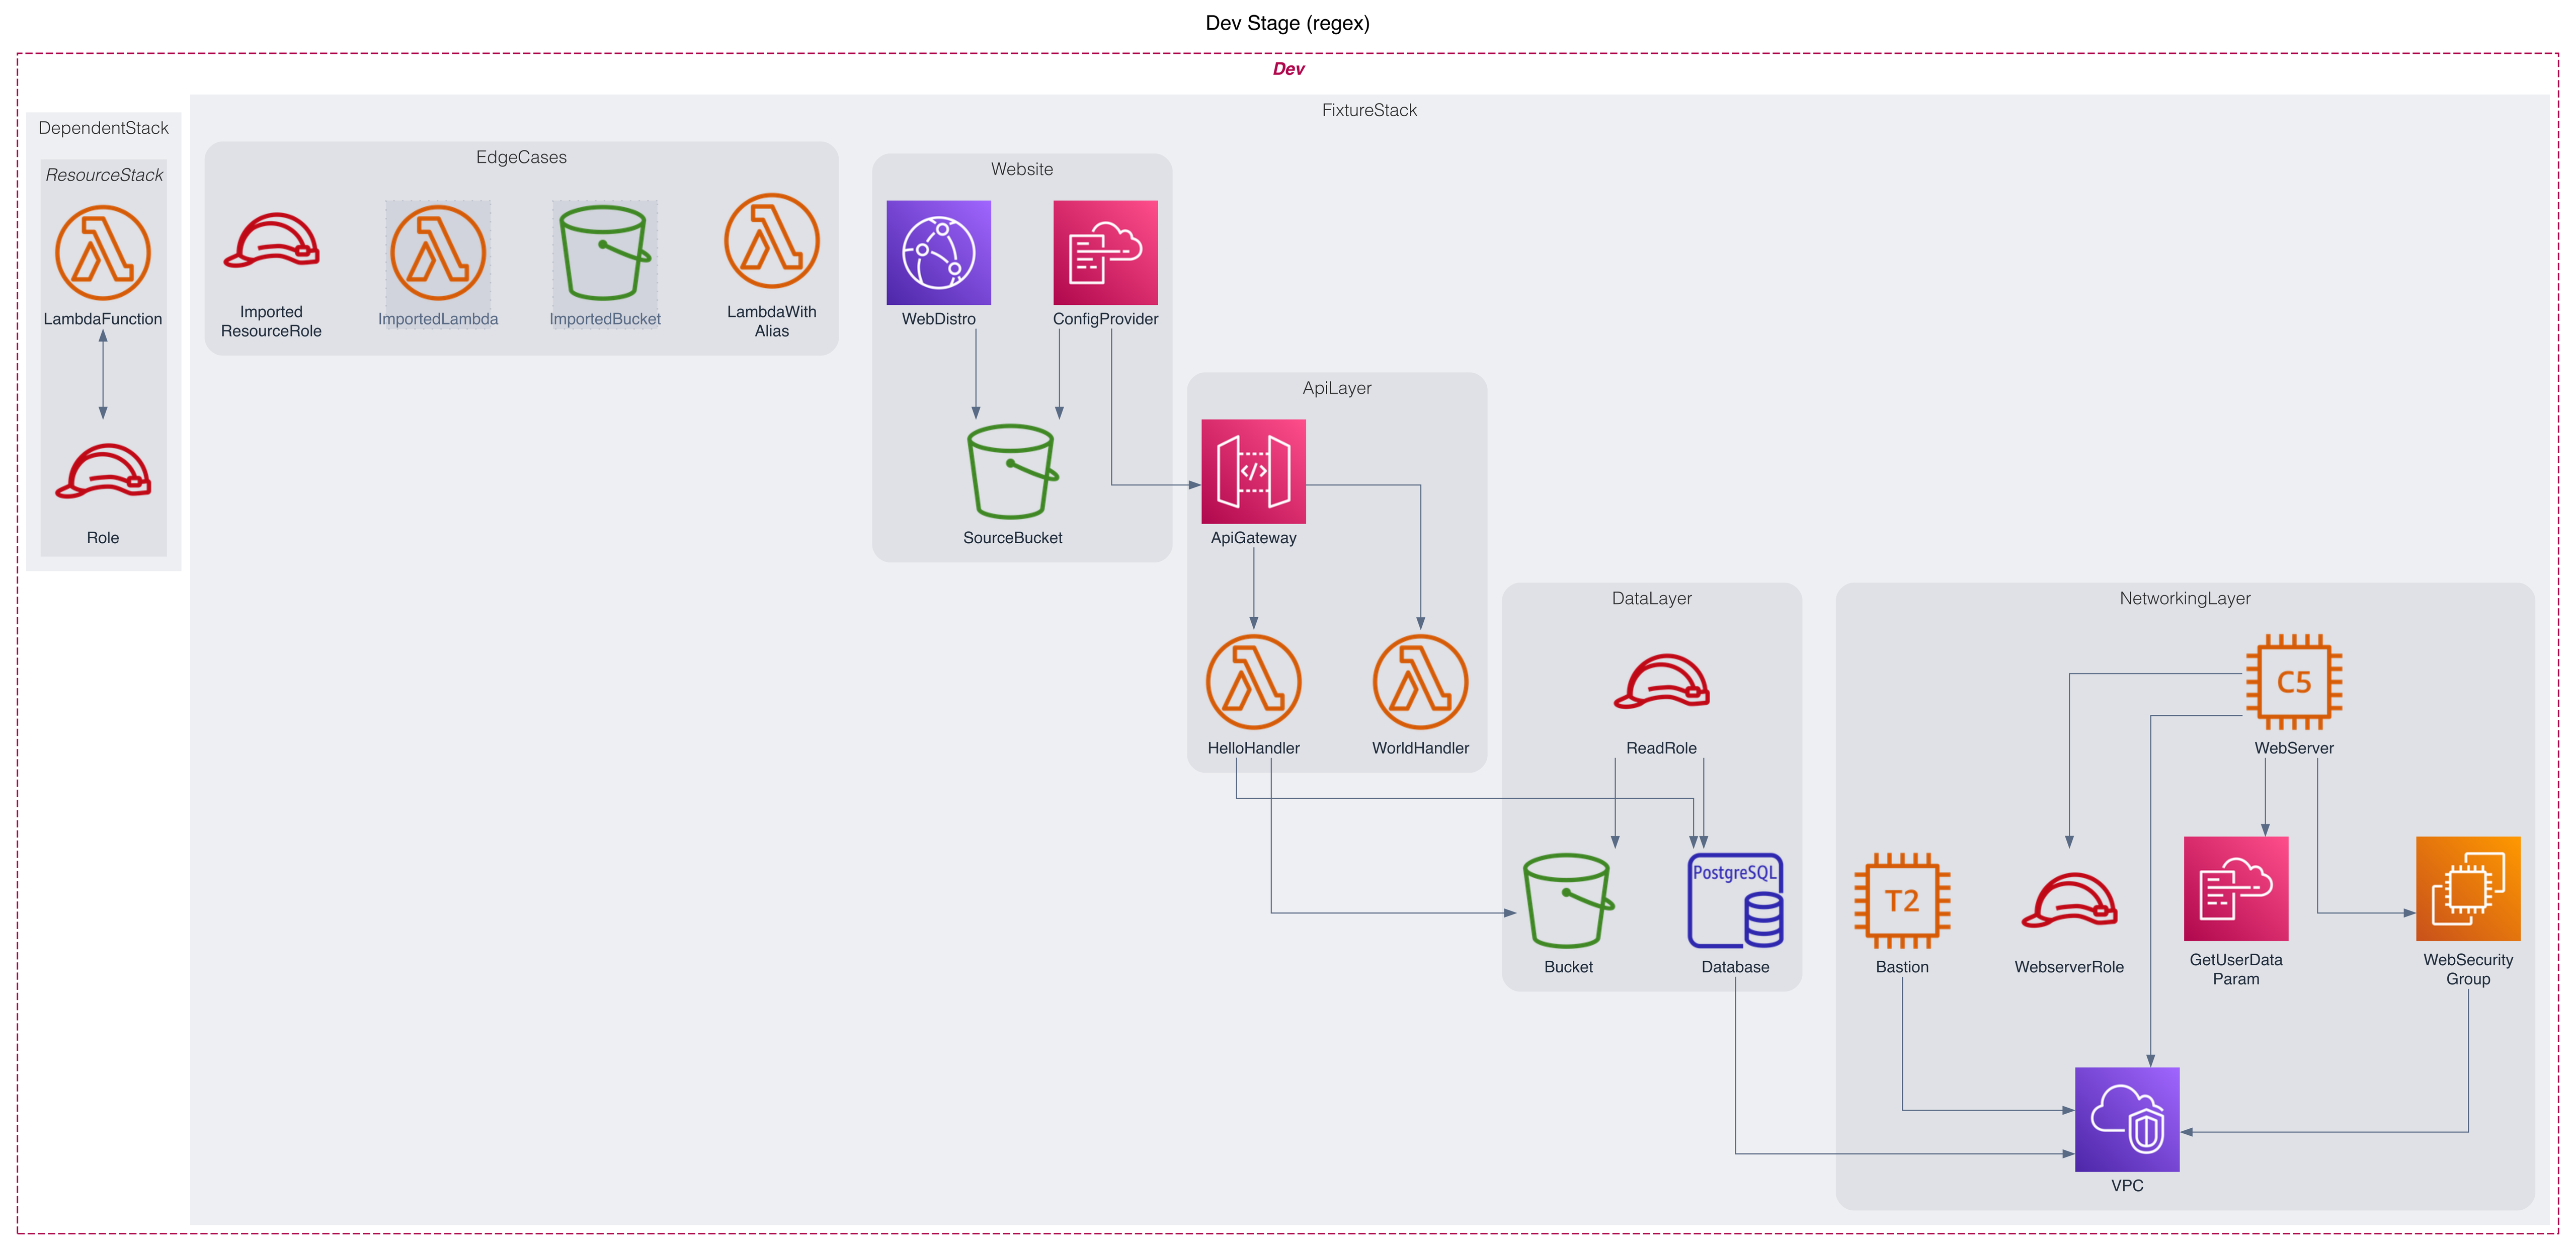 Dev Stage (regex)
Dev
FixtureStack
DependentStack
ResourceStack
LambdaFunction
Role
EdgeCases
Imported
ResourceRole
ImportedLambda
ImportedBucket
LambdaWith
Alias
Website
WebDistro
ConfigProvider
SourceBucket
ApiLayer
ApiGateway
HelloHandler
WorldHandler
DataLayer
ReadRole
Bucket
PostgreSQL
Database
NetworkingLayer
C5
WebServer
T2
Bastion
WebserverRole
GetUserData
Param
WebSecurity
Group
VPC